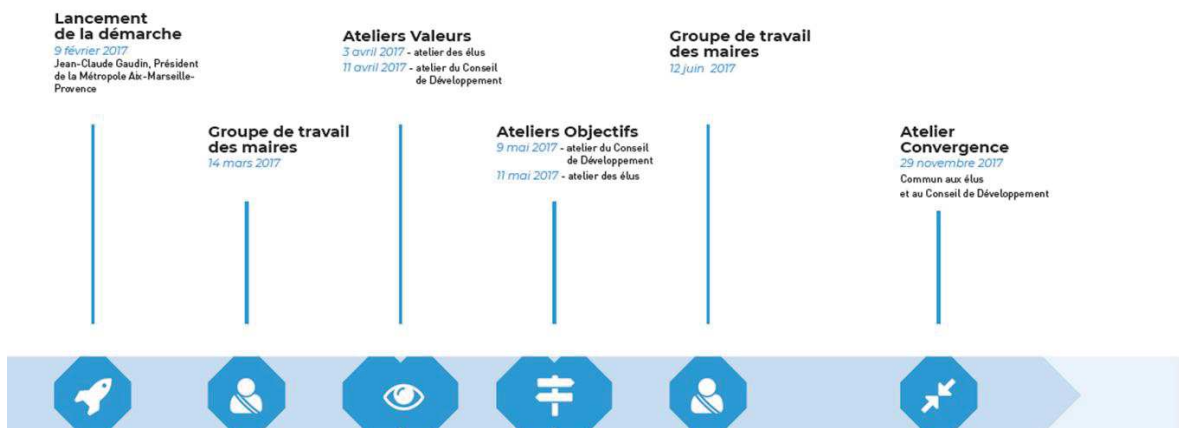 Lancement
de la démarche
9 février 2017
Jean-Claude Gaudin, Président
de la Métropole Aix-Marseille-
Provence
Groupe de travail
des maires
14 mars 2017
Ateliers Valeurs
3 avril 2017 - atelier des élus
11 avril 2017 - atelier du Conseil
de Développement
Ateliers Objectifs
9 mai 2017 - atelier du Conseil
de Développement
11 mai 2017 - atelier des élus
Groupe de travail
des maires
12 juin 2017
Atelier
Convergence
29 novembre 2017
Commun aux élus
et au Conseil de Développement